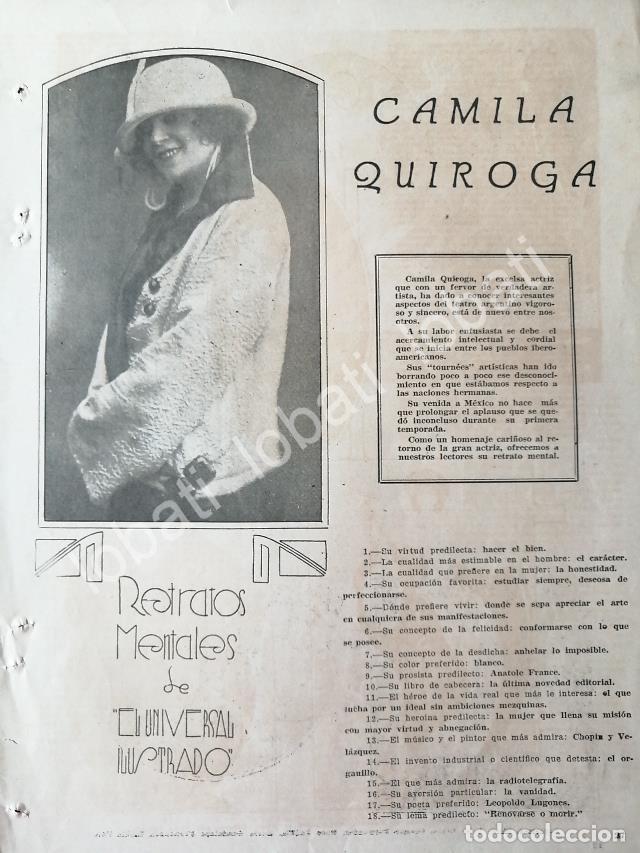 CAMILA
QUIROGA
Camila Quiroga, la excelsa actriz
que con un fervor de verdadera ar-
tista, ha dado a conocer interesantes
aspectos del teatro argentino vigoro-
so y sincero, está de nuevo entre nos-
otros.
A su labor entusiasta se debe el
acercamiento intelectual y cordial
que se inicia entre los pueblos ibero-
americanos.
Sus "tournées" artísticas han ido
borrando poco a poco ese desconoci-
miento en que estábamos respecto a
las naciones hermanas.
Su venida a México no hace más
que prolongar el aplauso que se que-
dó inconcluso durante su primera
temporada.
Como un homenaje cariñoso al re-
torno de la gran actriz, ofrecemos a
nuestros lectores su retrato mental.
Retratos
Mentales
de
"EL UNIVERSAL
ILUSTRADO"
1.—Su virtud predilecta: hacer el bien.
2.—La cualidad más estimable en el hombre: el carácter.
3.—La cualidad que prefiere en la mujer: la honestidad.
4.—Su ocupación favorita: estudiar siempre, deseosa de
perfeccionarse.
5.—Dónde prefiere vivir: donde se sepa apreciar el arte
en cualquiera de sus manifestaciones.
6.—Su concepto de la felicidad: conformarse con lo que
se posee.
7.—Su concepto de la desdicha: anhelar lo imposible.
8.—Su color preferido: blanco.
9.—Su prosista predilecto: Anatole France.
10.—Su libro de cabecera: la última novedad editorial.
11.—El héroe de la vida real que más le interesa: el que
lucha por un ideal sin ambiciones mezquinas.
12.—Su heroína predilecta: la mujer que llena su misión
con mayor virtud y abnegación.
13.—El músico y el pintor que más admira: Chopin y Ve-
lázquez.
14.—El invento industrial o científico que detesta: el or-
ganillo.
15.—El que más admira: la radiotelegrafía.
16.—Su aversión particular: la vanidad.
17.—Su poeta preferido: Leopoldo Lugones.
18.—Su lema predilecto: "Renovarse o morir."
lobati lobati lobati
todocoleccion